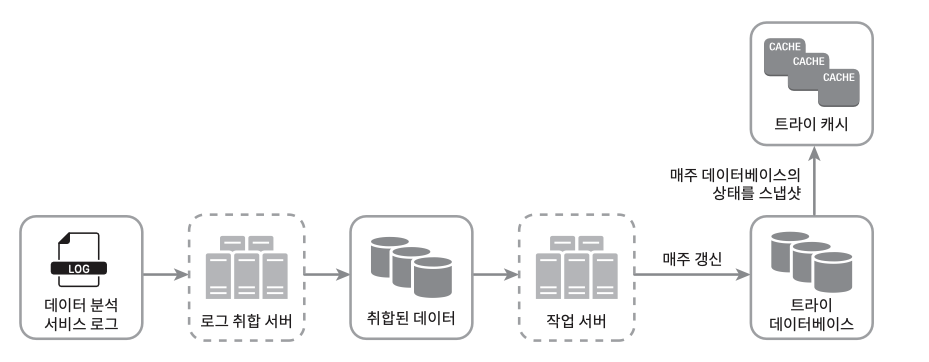 CACHE
CACHE
CACHE
트라이 캐시
매주 데이터베이스의
상태를 스냅샷
LOG
데이터 분석
서비스 로그
로그 취합 서버
취합된 데이터
작업 서버
매주 갱신
트라이
데이터베이스